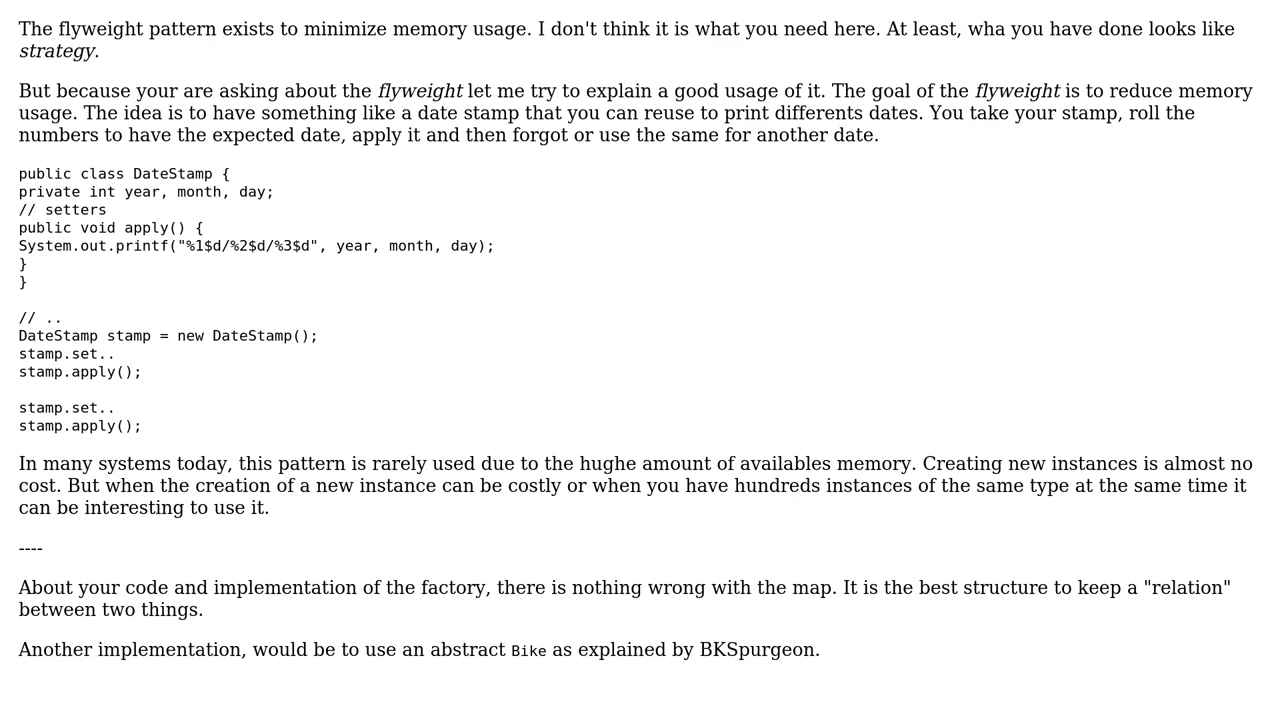 The flyweight pattern exists to minimize memory usage. I don't think it is what you need here. At least, wha you have done looks like
strategy.
But because your are asking about the flyweight let me try to explain a good usage of it. The goal of the flyweight is to reduce memory
usage. The idea is to have something like a date stamp that you can reuse to print differents dates. You take your stamp, roll the
numbers to have the expected date, apply it and then forgot or use the same for another date.
public class DateStamp {
private int year, month, day;
// setters
public void apply() {
System.out.printf("%1$d/%2$d/%3$d", year, month, day);
}
}
// ..
DateStamp stamp = new DateStamp();
stamp.set..
stamp.apply();
stamp.set..
stamp.apply();
In many systems today, this pattern is rarely used due to the hughe amount of availables memory. Creating new instances is almost no
cost. But when the creation of a new instance can be costly or when you have hundreds instances of the same type at the same time it
can be interesting to use it.
----
About your code and implementation of the factory, there is nothing wrong with the map. It is the best structure to keep a "relation"
between two things.
Another implementation, would be to use an abstract Bike as explained by BKSpurgeon.